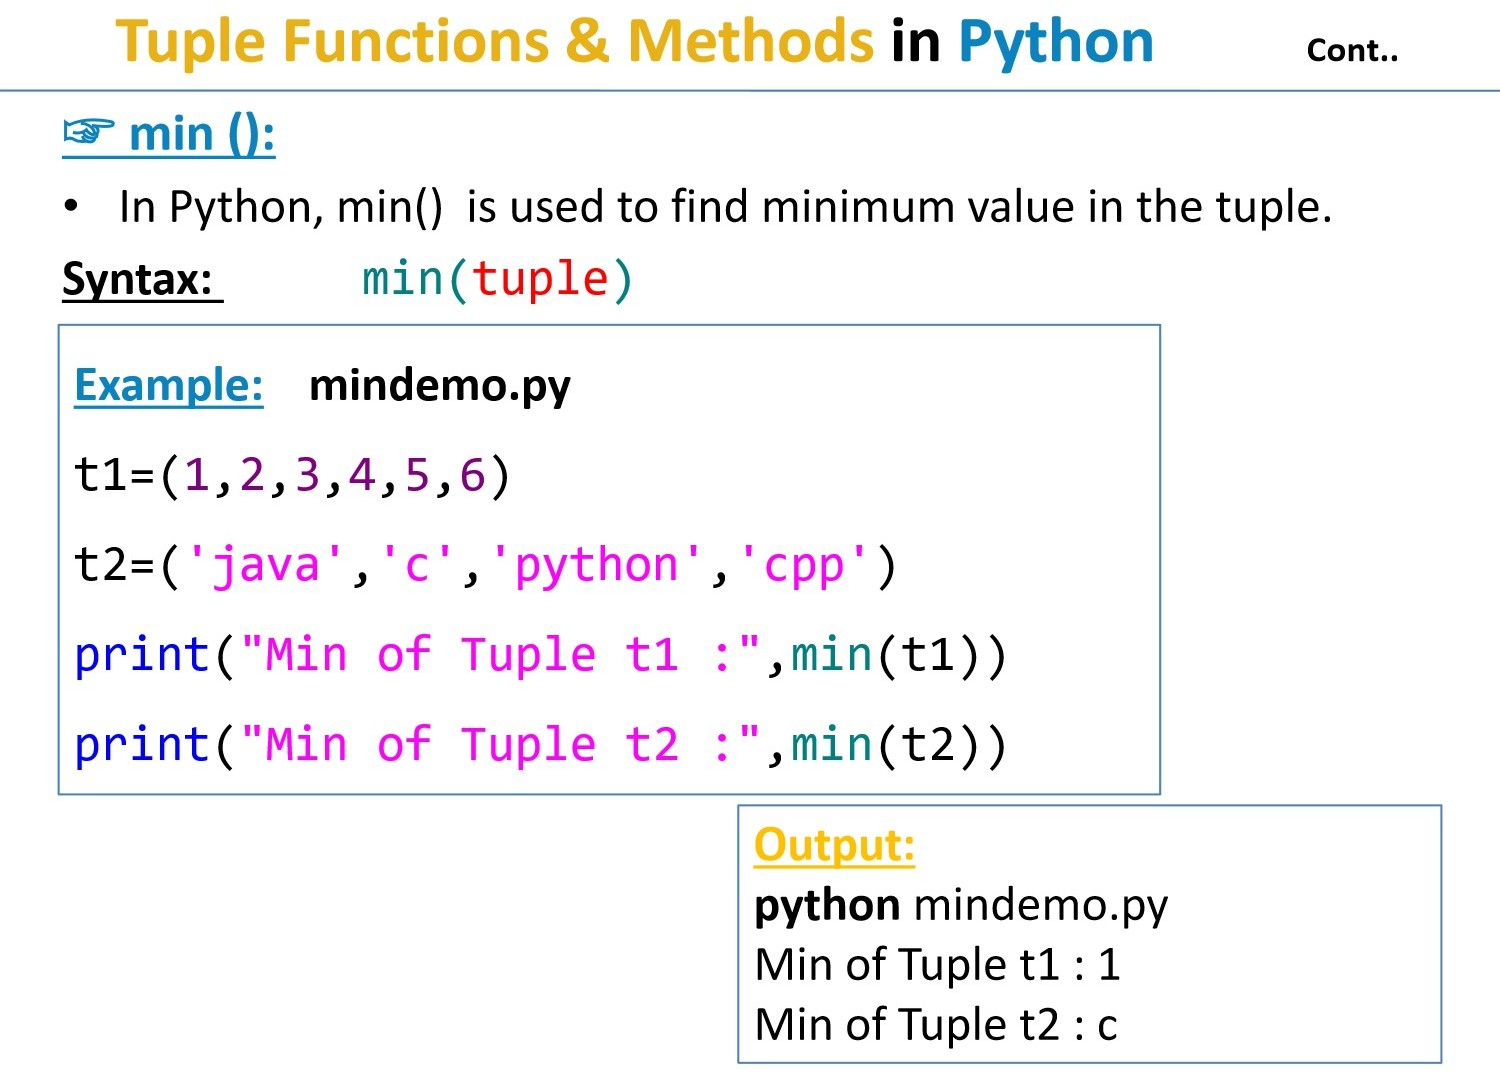 Tuple Functions & Methods in Python Cont..
☞ min ():
• In Python, min() is used to find minimum value in the tuple.
Syntax: min(tuple)
Example: mindemo.py
t1=(1,2,3,4,5,6)
t2=('java','c','python','cpp')
print("Min of Tuple t1 :",min(t1))
print("Min of Tuple t2 :",min(t2))
Output:
python mindemo.py
Min of Tuple t1 : 1
Min of Tuple t2 : c